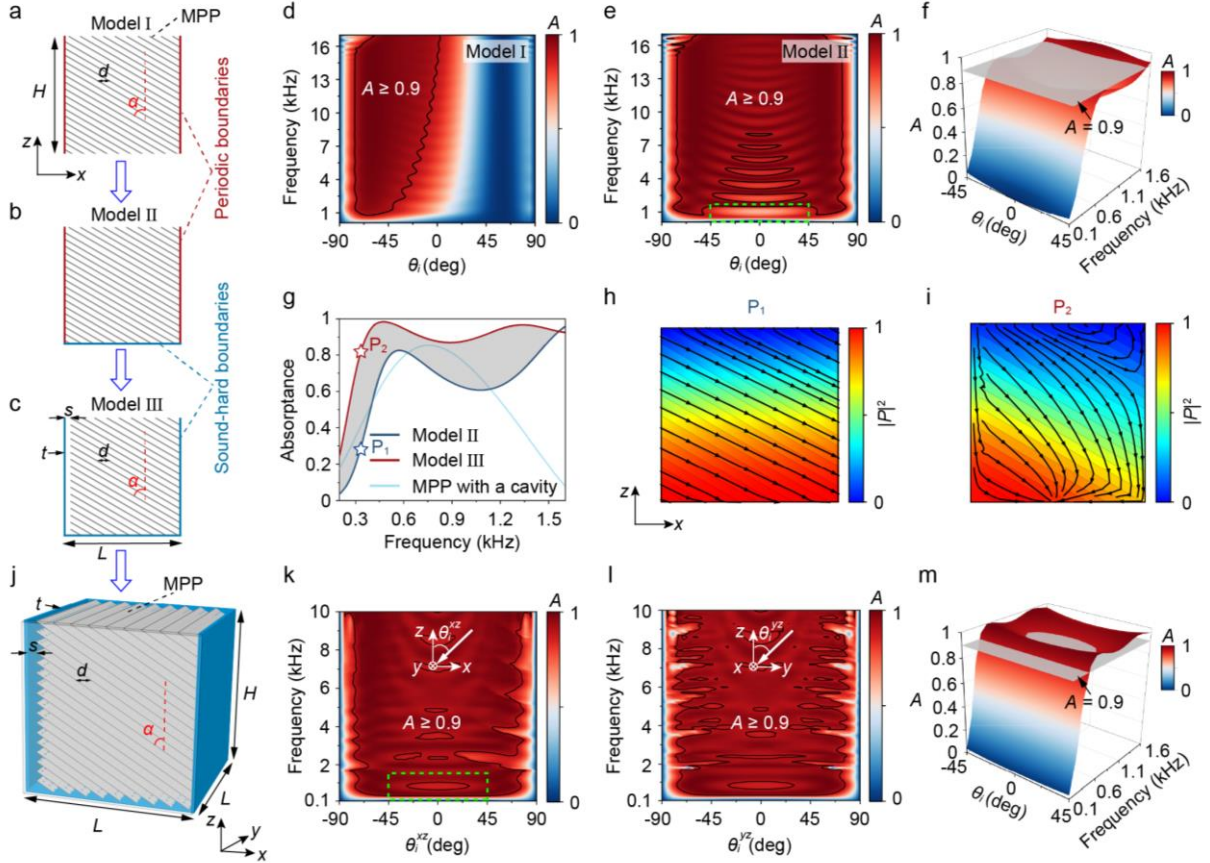 a
Model I
MPP
d
H
α
z
x
b
Model II
Periodic boundaries
c
Model III
s
t
d
α
L
Sound-hard boundaries
d
16
13
10
7
4
1
Frequency (kHz)
-90 -45 0 45 90
θi (deg)
Model I
A ≥ 0.9
A
1
0
e
16
13
10
7
4
1
Frequency (kHz)
-90 -45 0 45 90
θi (deg)
Model II
A ≥ 0.9
A
1
0
f
A
1
0.8
0.6
0.4
0.2
0
-45
0
45
θi (deg)
0.1
0.6
1.1
1.6
Frequency (kHz)
A = 0.9
A
1
0
g
1
0.8
0.6
0.4
0.2
0
Absorptance
0.3 0.6 0.9 1.2 1.5
Frequency (kHz)
P2
P1
Model II
Model III
MPP with a cavity
h
P1
1
|P|²
0
z
x
i
P2
1
|P|²
0
j
MPP
t
s
d
α
H
L
L
z
y
x
k
10
8
6
4
2
0.1
Frequency (kHz)
-90 -45 0 45 90
θixz(deg)
z
θixz
y
x
A ≥ 0.9
A
1
0
l
10
8
6
4
2
0.1
Frequency (kHz)
-90 -45 0 45 90
θiyz(deg)
z
θiyz
x
y
A ≥ 0.9
A
1
0
m
A
1
0.8
0.6
0.4
0.2
0
-45
0
45
θi (deg)
0.1
0.6
1.1
1.6
Frequency (kHz)
A = 0.9
A
1
0